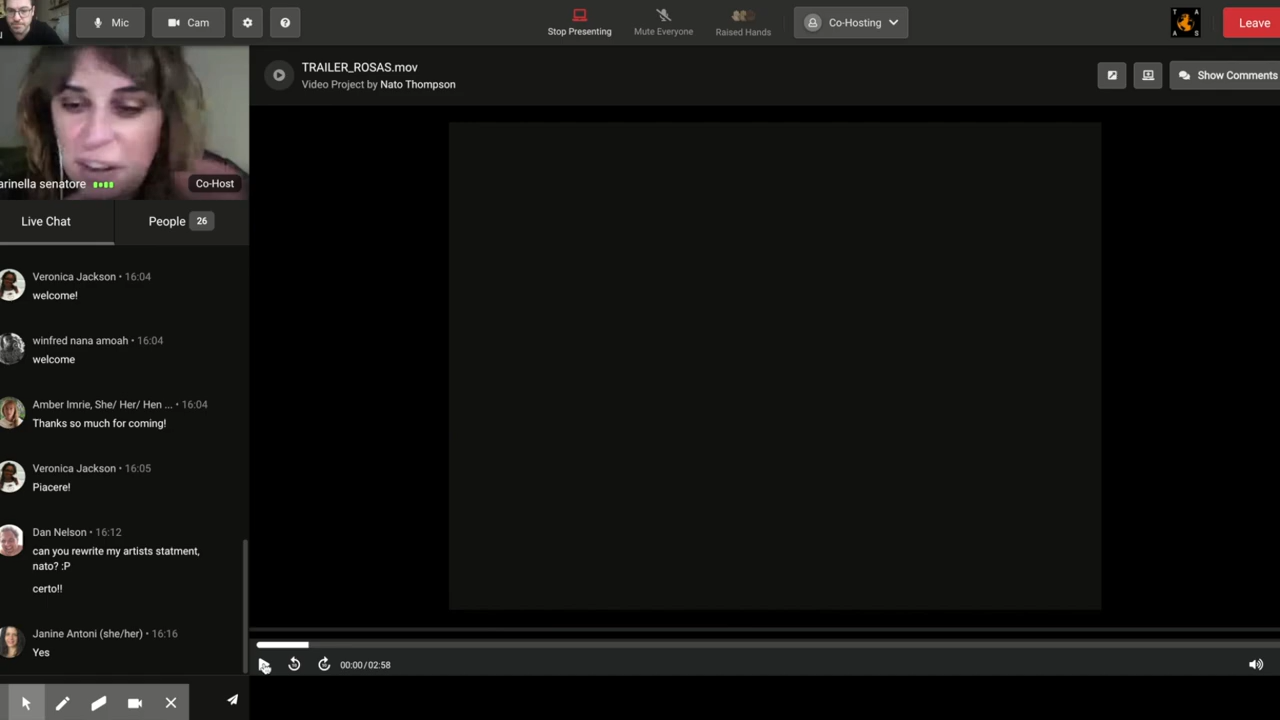 Mic
Cam
Stop Presenting
Mute Everyone
Raised Hands
Co-Hosting
T A
A S
Leave
TRAILER_ROSAS.mov
Video Project by Nato Thompson
Show Comments
arinella senatore
Co-Host
Live Chat
People 26
Veronica Jackson • 16:04
welcome!
winfred nana amoah • 16:04
welcome
Amber Imrie, She/ Her/ Hen ... • 16:04
Thanks so much for coming!
Veronica Jackson • 16:05
Piacere!
Dan Nelson • 16:12
can you rewrite my artists statment,
nato? :P
certo!!
Janine Antoni (she/her) • 16:16
Yes
00:00 / 02:58